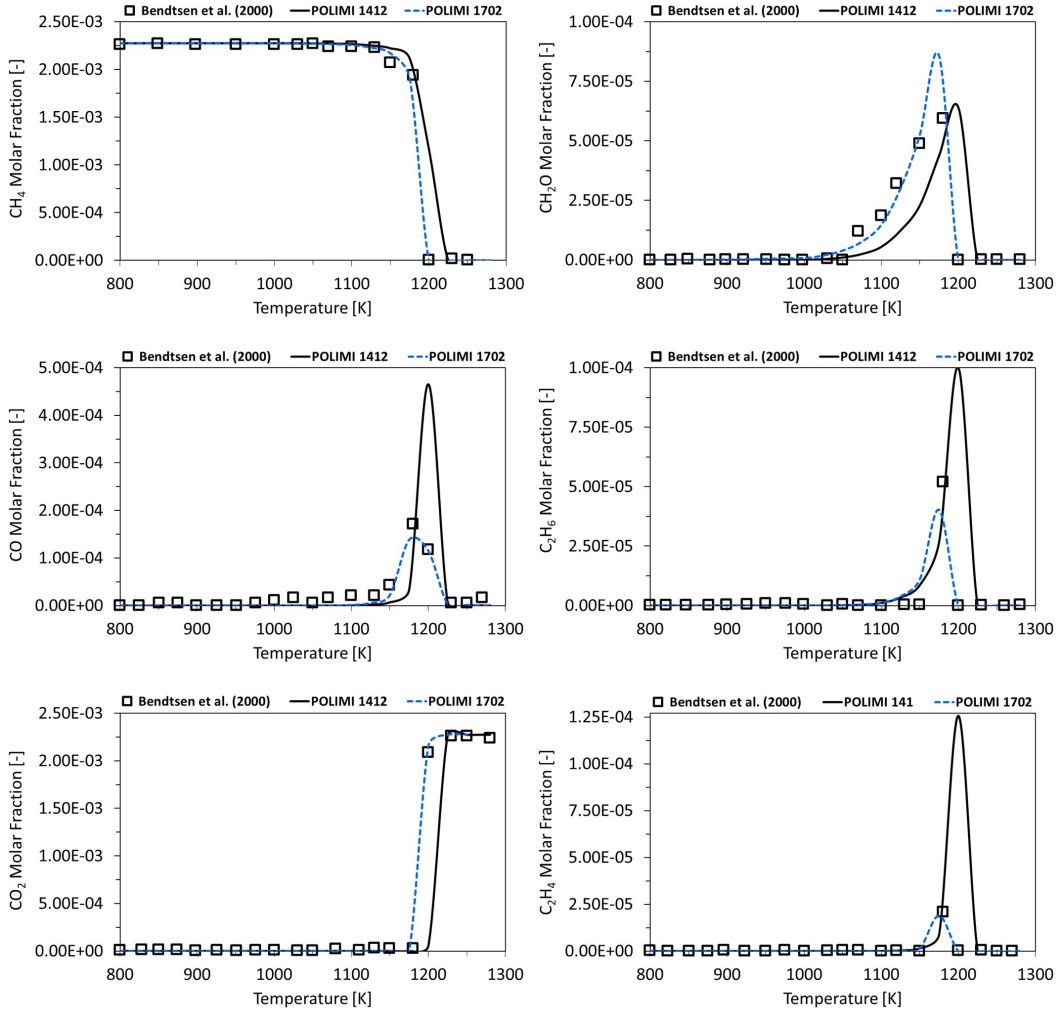 Bendtsen et al. (2000) POLIMI 1412 POLIMI 1702
CH4 Molar Fraction [-]
2.50E-03
2.00E-03
1.50E-03
1.00E-03
5.00E-04
0.00E+00
800 900 1000 1100 1200 1300
Temperature [K]
Bendtsen et al. (2000) POLIMI 1412 POLIMI 1702
CH2O Molar Fraction [-]
1.00E-04
7.50E-05
5.00E-05
2.50E-05
0.00E+00
800 900 1000 1100 1200 1300
Temperature [K]
Bendtsen et al. (2000) POLIMI 1412 POLIMI 1702
CO Molar Fraction [-]
5.00E-04
4.00E-04
3.00E-04
2.00E-04
1.00E-04
0.00E+00
800 900 1000 1100 1200 1300
Temperature [K]
Bendtsen et al. (2000) POLIMI 1412 POLIMI 1702
C2H6 Molar Fraction [-]
1.00E-04
7.50E-05
5.00E-05
2.50E-05
0.00E+00
800 900 1000 1100 1200 1300
Temperature [K]
Bendtsen et al. (2000) POLIMI 1412 POLIMI 1702
CO2 Molar Fraction [-]
2.50E-03
2.00E-03
1.50E-03
1.00E-03
5.00E-04
0.00E+00
800 900 1000 1100 1200 1300
Temperature [K]
Bendtsen et al. (2000) POLIMI 141 POLIMI 1702
C2H4 Molar Fraction [-]
1.25E-04
1.00E-04
7.50E-05
5.00E-05
2.50E-05
0.00E+00
800 900 1000 1100 1200 1300
Temperature [K]